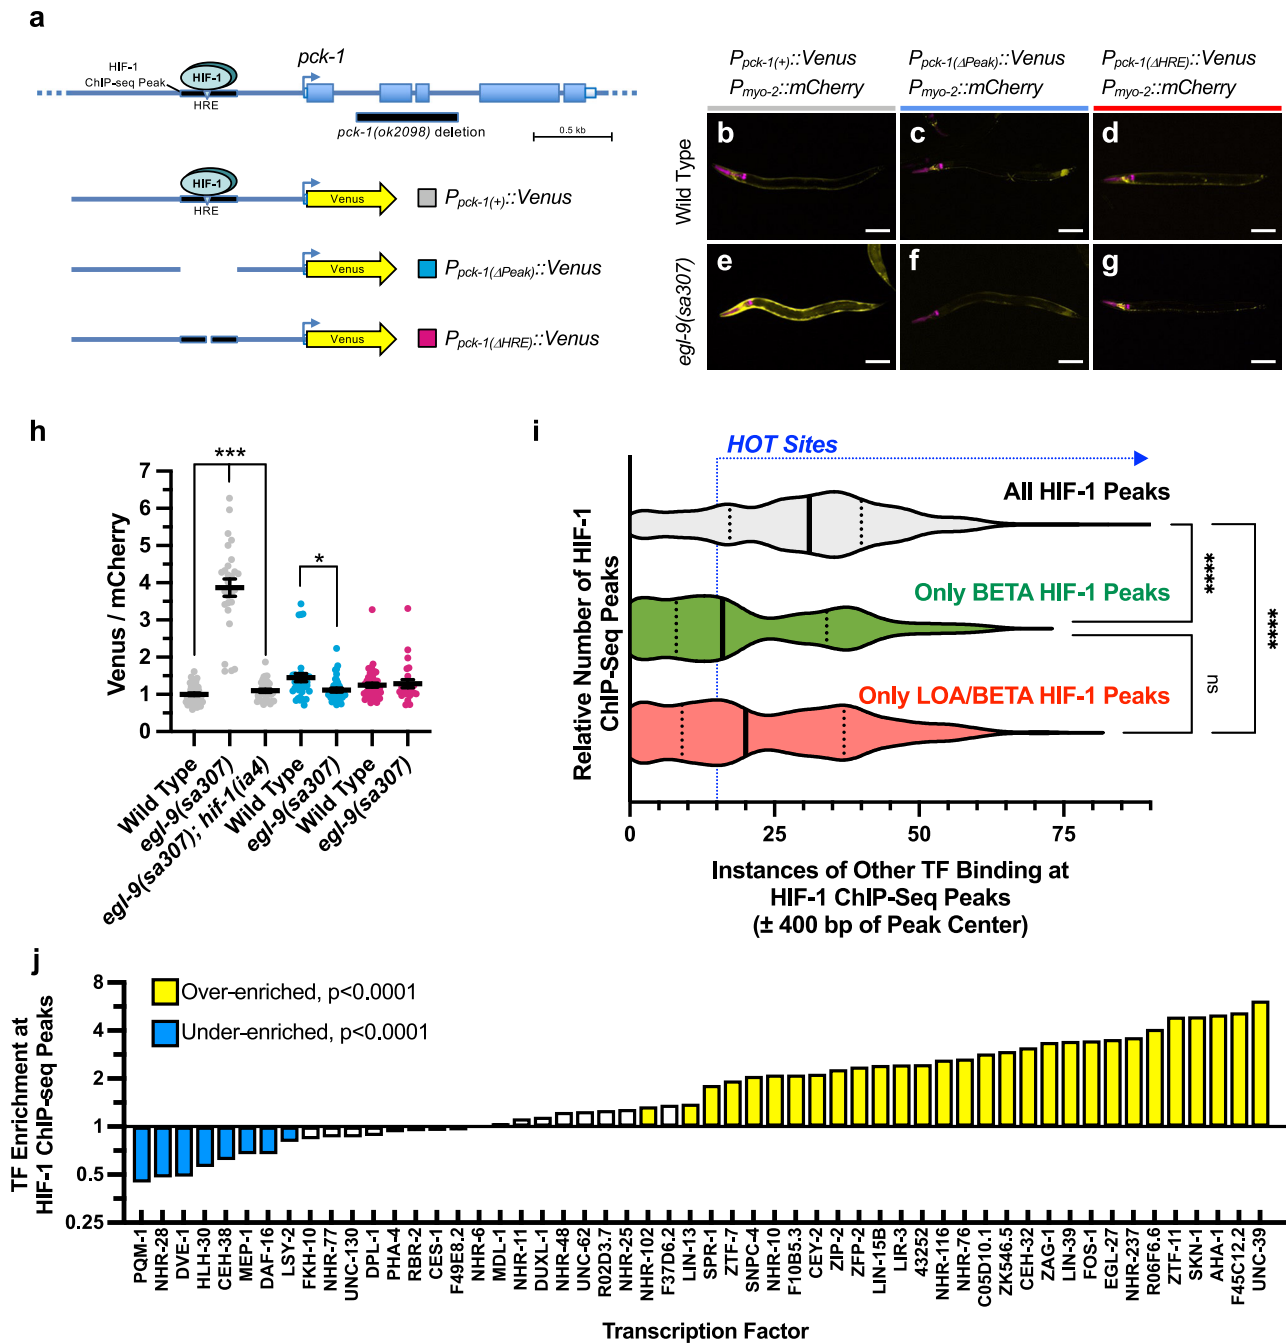 a
HIF-1
ChIP-seq Peak
HIF-1
HRE
pck-1
pck-1(ok2098) deletion
0.5 kb
HIF-1
HRE
Venus
Ppck-1(+)::Venus
Venus
Ppck-1(ΔPeak)::Venus
Venus
Ppck-1(ΔHRE)::Venus
Ppck-1(+)::Venus
Pmyo-2::mCherry
Ppck-1(ΔPeak)::Venus
Pmyo-2::mCherry
Ppck-1(ΔHRE)::Venus
Pmyo-2::mCherry
Wild Type
b
c
d
egl-9(sa307)
e
f
g
h
Venus / mCherry
7
6
5
4
3
2
1
0
***
*
Wild Type
egl-9(sa307)
egl-9(sa307); hif-1(ia4)
Wild Type
egl-9(sa307)
Wild Type
egl-9(sa307)
i
HOT Sites
Relative Number of HIF-1
ChIP-Seq Peaks
All HIF-1 Peaks
Only BETA HIF-1 Peaks
Only LOA/BETA HIF-1 Peaks
****
ns
****
0
25
50
75
Instances of Other TF Binding at
HIF-1 ChIP-Seq Peaks
(± 400 bp of Peak Center)
j
TF Enrichment at
HIF-1 ChIP-seq Peaks
8
4
2
1
0.5
0.25
Over-enriched, p<0.0001
Under-enriched, p<0.0001
PQM-1
NHR-28
DVE-1
HLH-30
CEH-38
MEP-1
DAF-16
LSY-2
FKH-10
NHR-77
UNC-130
DPL-1
PHA-4
RBR-2
CES-1
F49E8.2
NHR-6
MDL-1
NHR-11
DUXL-1
NHR-48
UNC-62
R02D3.7
NHR-25
NHR-102
F37D6.2
LIN-13
SPR-1
ZTF-7
SNPC-4
NHR-10
F10B5.3
CEY-2
ZIP-2
ZFP-2
LIN-15B
LIR-3
43252
NHR-116
NHR-76
C05D10.1
ZK546.5
CEH-32
ZAG-1
LIN-39
FOS-1
EGL-27
NHR-237
R06F6.6
ZTF-11
SKN-1
AHA-1
F45C12.2
UNC-39
Transcription Factor